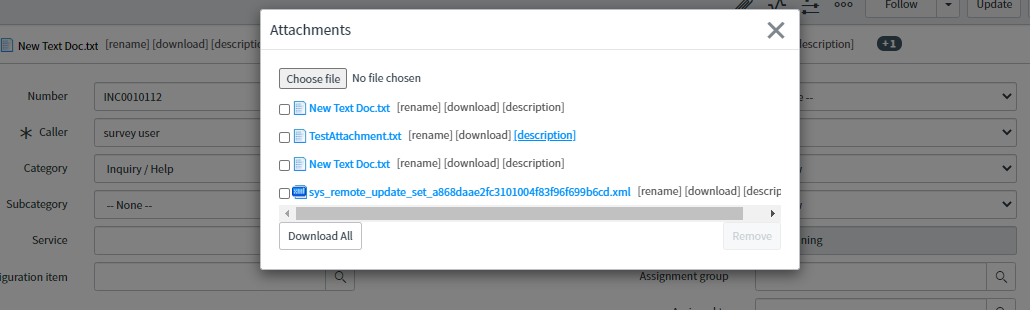 Follow
Update
Attachments
New Text Doc.txt [rename] [download] [descriptio
escription] +1
Choose file No file chosen
Number INC0010112
New Text Doc.txt [rename] [download] [description]
e --
Caller survey user
TestAttachment.txt [rename] [download] [description]
Category Inquiry / Help
New Text Doc.txt [rename] [download] [description]
Subcategory -- None --
sys_remote_update_set_a868daae2fc3101004f83f96f699b6cd.xml [rename] [download] [descrip
y
Service
Download All
Remove
ning
iguration item
Assignment group